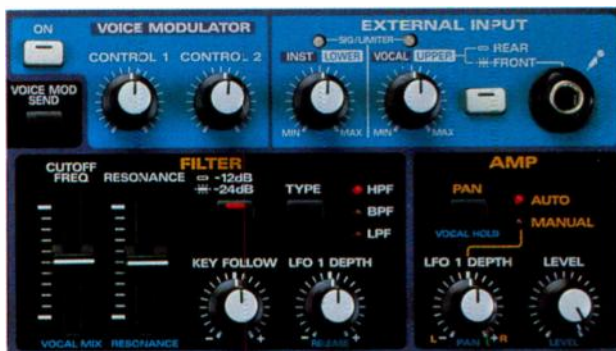 ON
VOICE MODULATOR
EXTERNAL INPUT
SIG/LIMITER
CONTROL 1
CONTROL 2
INST LOWER
VOCAL UPPER
REAR
FRONT
VOICE MOD
SEND
MIN
MAX
MIN
MAX
FILTER
AMP
CUTOFF
FREQ
RESONANCE
-12dB
-24dB
TYPE
HPF
BPF
LPF
PAN
AUTO
MANUAL
VOCAL HOLD
KEY FOLLOW
LFO 1 DEPTH
LFO 1 DEPTH
LEVEL
- +
- +
L- +R
VOCAL MIX
RESONANCE
RELEASE
PAN
LEVEL